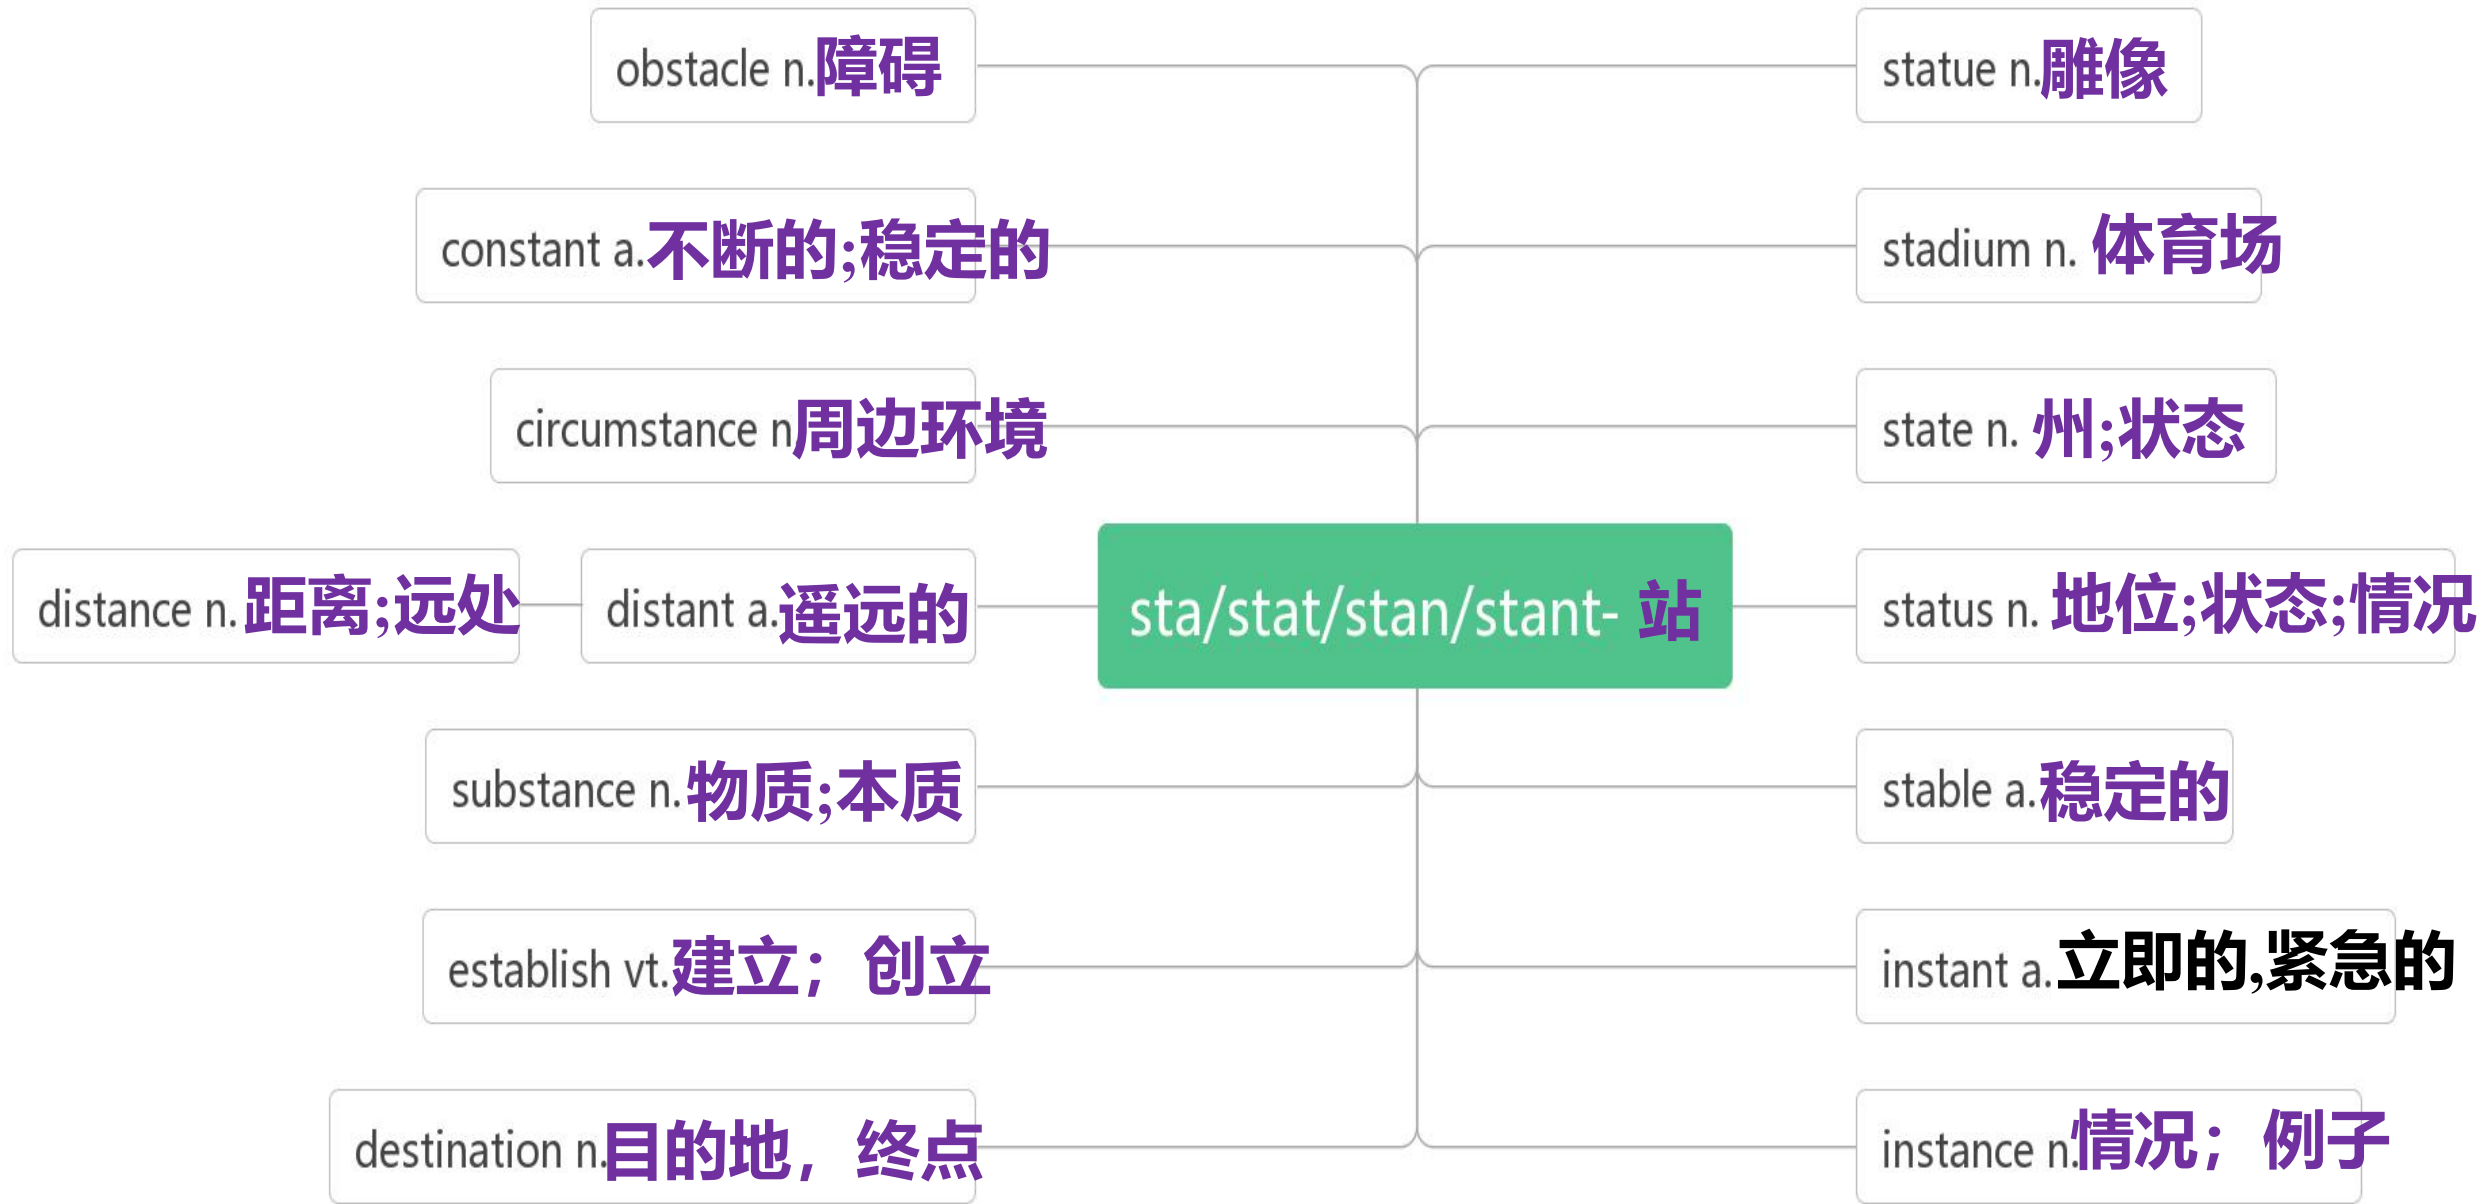 obstacle n.障碍
constant a.不断的;稳定的
circumstance n.周边环境
distance n.距离;远处
distant a.遥远的
substance n.物质;本质
establish vt.建立；创立
destination n.目的地，终点
sta/stat/stan/stant- 站
statue n.雕像
stadium n. 体育场
state n. 州;状态
status n. 地位;状态;情况
stable a.稳定的
instant a.立即的,紧急的
instance n.情况；例子